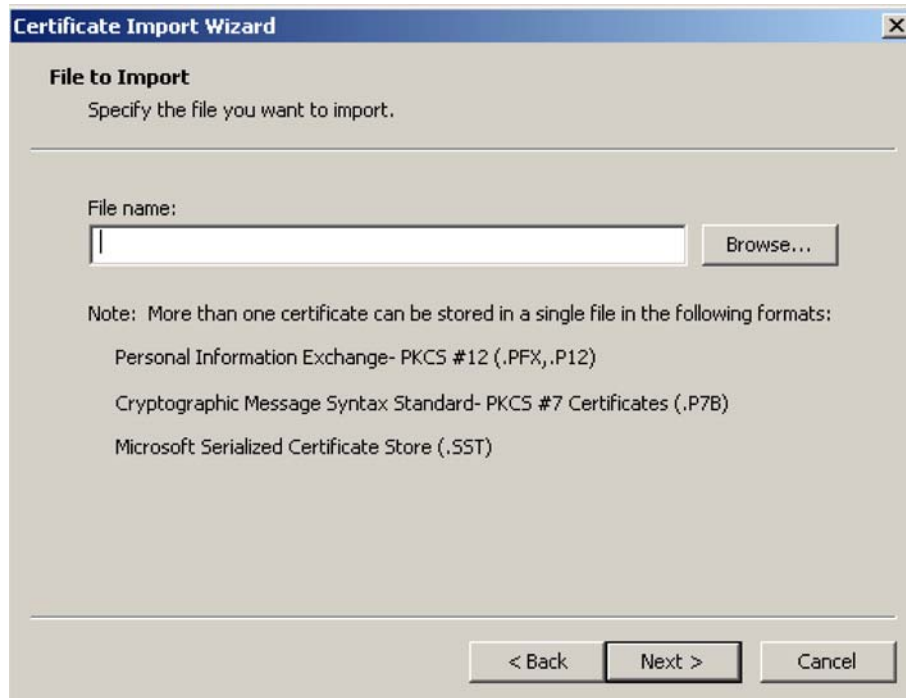 Certificate Import Wizard
File to Import
Specify the file you want to import.
File name:
Browse...
Note: More than one certificate can be stored in a single file in the following formats:
Personal Information Exchange- PKCS #12 (.PFX,.P12)
Cryptographic Message Syntax Standard- PKCS #7 Certificates (.P7B)
Microsoft Serialized Certificate Store (.SST)
< Back Next > Cancel